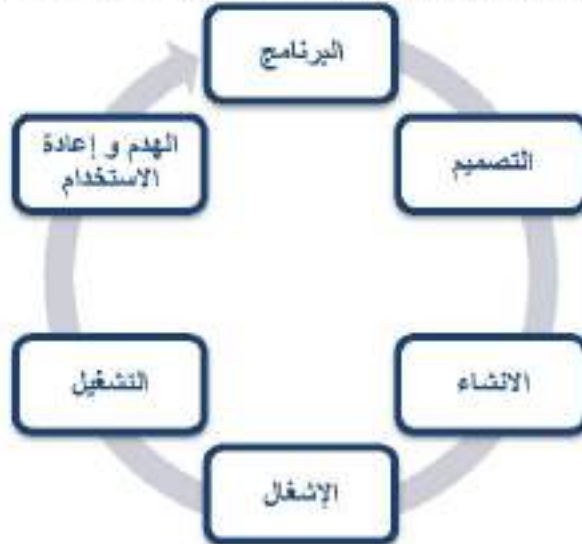 البرنامج
التصميم
الانشاء
الإشغال
التشغيل
الهدم و إعادة
الاستخدام